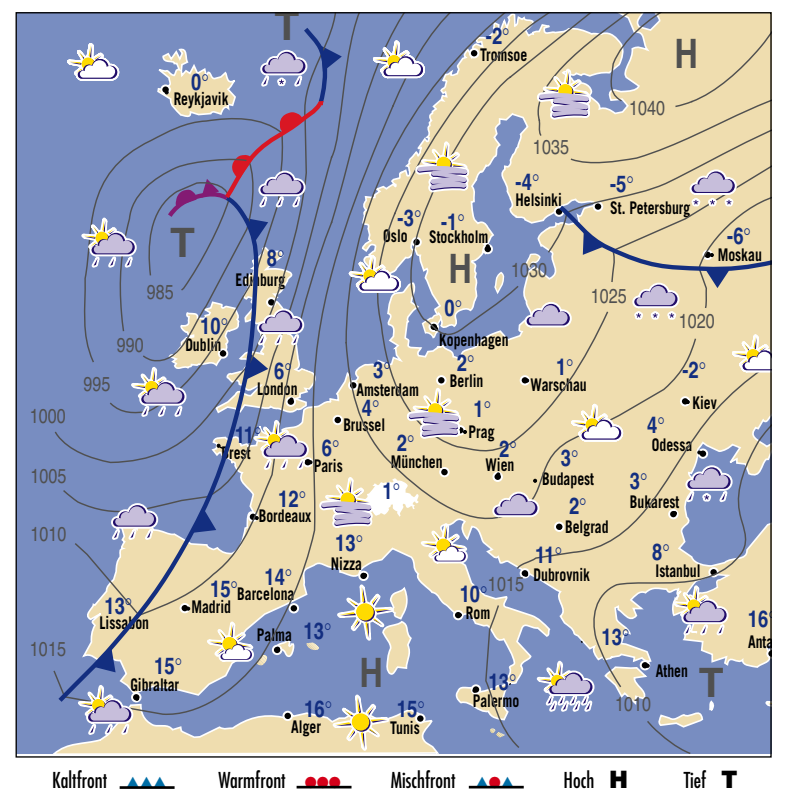 T
-2°
Tromsoe
H
0°
Reykjavik
1040
1035
-4°
Helsinki
-5°
St. Petersburg
-3°
Oslo
-1°
Stockholm
-6°
Moskau
T
8°
Edinburg
H
1030
985
1025
0°
Kopenhagen
1020
10°
Dublin
990
995
6°
London
3°
Amsterdam
2°
Berlin
1°
Warschau
-2°
Kiev
1000
4°
Brussel
1°
Prag
11°
Brest
6°
Paris
2°
München
2°
Wien
3°
Budapest
4°
Odessa
1005
1°
12°
Bordeaux
2°
Belgrad
3°
Bukarest
1010
13°
Nizza
11°
Dubrovnik
8°
Istanbul
15°
Madrid
14°
Barcelona
10°
Rom
1015
13°
Lissabon
Palma
13°
16°
Anta
1015
15°
Gibraltar
H
13°
Athen
T
13°
Palermo
1010
16°
Alger
15°
Tunis
Kaltfront Warmfront Mischfront Hoch H Tief T